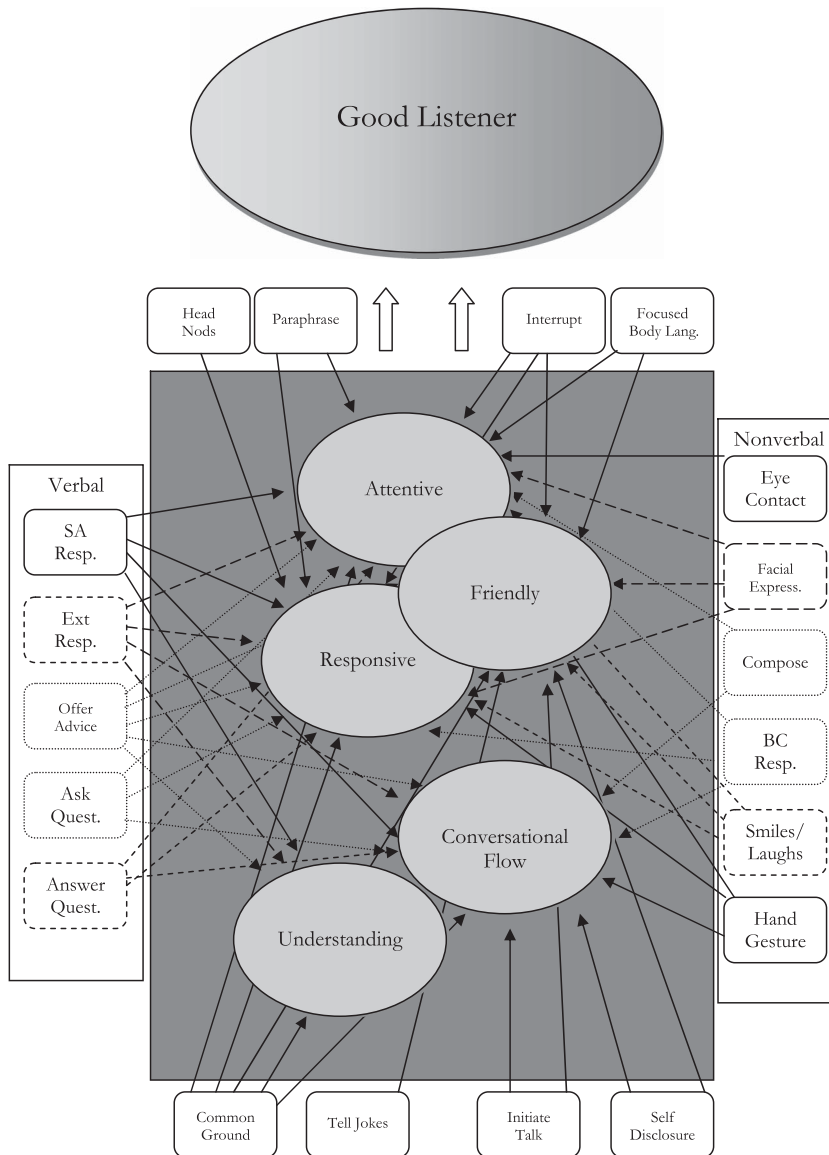 Good Listener
Head
Nods
Paraphrase
Interrupt
Focused
Body Lang.
Verbal
SA
Resp.
Ext
Resp.
Offer
Advice
Ask
Quest.
Answer
Quest.
Attentive
Friendly
Responsive
Conversational
Flow
Understanding
Nonverbal
Eye
Contact
Facial
Express.
Compose
BC
Resp.
Smiles/
Laughs
Hand
Gesture
Common
Ground
Tell Jokes
Initiate
Talk
Self
Disclosure